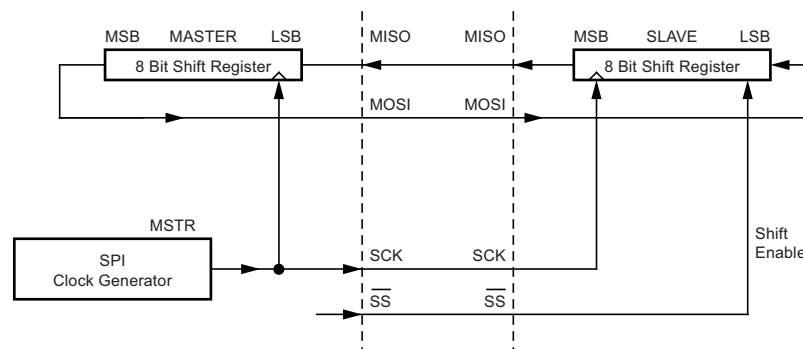 MSB MASTER LSB MISO MISO MSB SLAVE LSB
8 Bit Shift Register 8 Bit Shift Register
MOSI MOSI
MSTR
SPI
Clock Generator
SCK SCK
Shift
Enable
SS SS